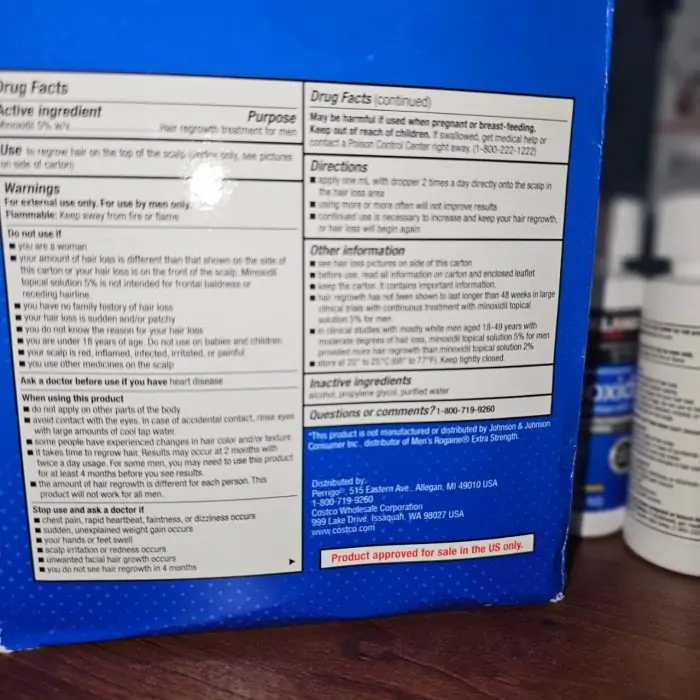 Drug Facts
Active ingredient
Minoxidil 5% w/v
Purpose
Hair regrowth treatment for men
Use to regrow hair on the top of the scalp (vertex only, see pictures
on side of carton)
Warnings
For external use only. For use by men only.
Flammable: Keep away from fire or flame
Do not use if
■ you are a woman
■ your amount of hair loss is different than that shown on the side of
this carton or your hair loss is on the front of the scalp. Minoxidil
topical solution 5% is not intended for frontal baldness or
receding hairline.
■ you have no family history of hair loss
■ your hair loss is sudden and/or patchy
■ you do not know the reason for your hair loss
■ you are under 18 years of age. Do not use on babies and children.
■ your scalp is red, inflamed, infected, irritated, or painful
■ you use other medicines on the scalp
Ask a doctor before use if you have heart disease
When using this product
■ do not apply on other parts of the body
■ avoid contact with the eyes. In case of accidental contact, rinse eyes
with large amounts of cool tap water.
■ some people have experienced changes in hair color and/or texture
■ it takes time to regrow hair. Results may occur at 2 months with
twice a day usage. For some men, you may need to use this product
for at least 4 months before you see results.
■ the amount of hair regrowth is different for each person. This
product will not work for all men.
Stop use and ask a doctor if
■ chest pain, rapid heartbeat, faintness, or dizziness occurs
■ sudden, unexplained weight gain occurs
■ your hands or feet swell
■ scalp irritation or redness occurs
■ unwanted facial hair growth occurs
■ you do not see hair regrowth in 4 months
Drug Facts (continued)
May be harmful if used when pregnant or breast-feeding.
Keep out of reach of children. If swallowed, get medical help or
contact a Poison Control Center right away. (1-800-222-1222)
Directions
■ apply one mL with dropper 2 times a day directly onto the scalp in
the hair loss area
■ using more or more often will not improve results
■ continued use is necessary to increase and keep your hair regrowth,
or hair loss will begin again
Other information
■ see hair loss pictures on side of this carton
■ before use, read all information on carton and enclosed leaflet
■ keep the carton. It contains important information.
■ hair regrowth has not been shown to last longer than 48 weeks in large
clinical trials with continuous treatment with minoxidil topical
solution 5% for men
■ in clinical studies with mostly white men aged 18-49 years with
moderate degrees of hair loss, minoxidil topical solution 5% for men
provided more hair regrowth than minoxidil topical solution 2%
■ store at 20° to 25°C (68° to 77°F). Keep tightly closed.
Inactive ingredients
alcohol, propylene glycol, purified water
Questions or comments? 1-800-719-9260
*This product is not manufactured or distributed by Johnson & Johnson
Consumer Inc., distributor of Men's Rogaine® Extra Strength.
Distributed by:
Perrigo®, 515 Eastern Ave., Allegan, MI 49010 USA
1-800-719-9260
Costco Wholesale Corporation
999 Lake Drive, Issaquah, WA 98027 USA
www.costco.com
Product approved for sale in the US only.
oxidi